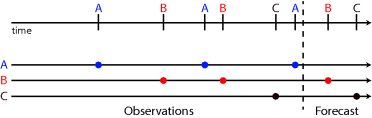 A B A B C A B C
time
A
B
C
Observations Forecast